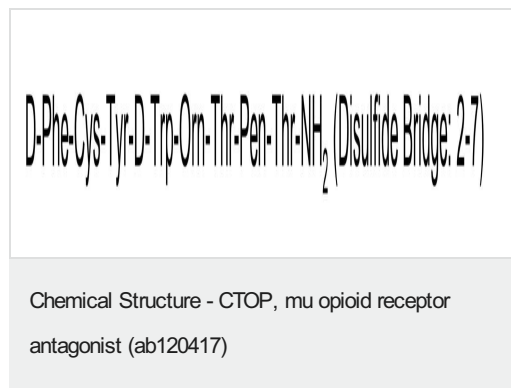 D-Phe-Cys-Tyr-D-Trp-Orn-Thr-Pen-Thr-NH₂ (Disulfide Bridge: 2-7)
Chemical Structure - CTOP, mu opioid receptor
antagonist (ab120417)